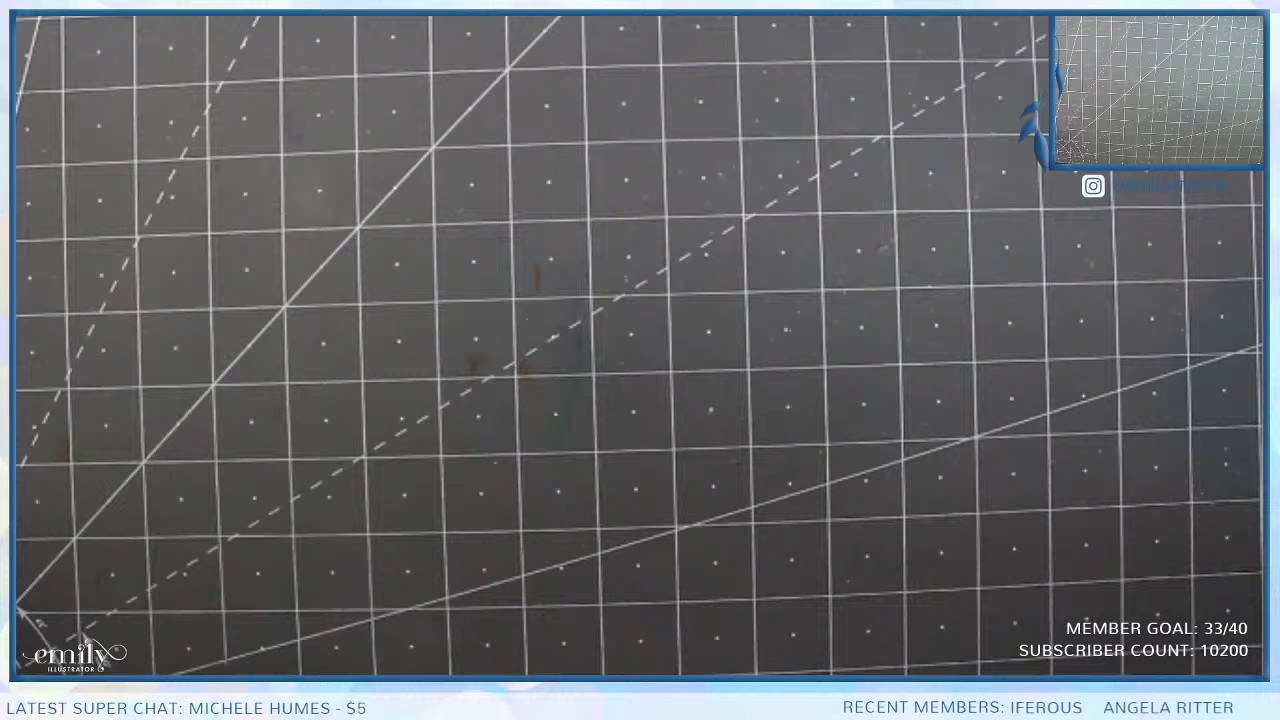 MEMBER GOAL: 33/40
SUBSCRIBER COUNT: 10200
emily
ILLUSTRATOR
LATEST SUPER CHAT: MICHELE HUMES - $5
RECENT MEMBERS: IFEROUS ANGELA RITTER